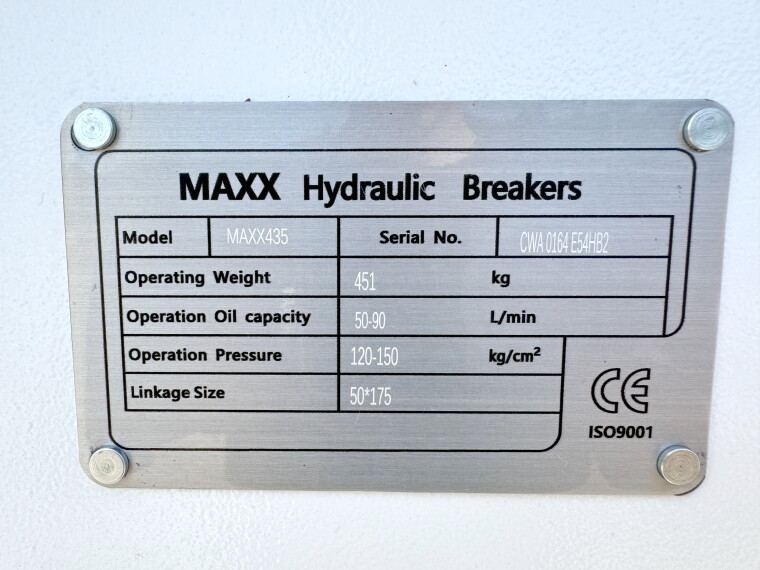 MAXX Hydraulic Breakers
Model MAXX435 Serial No. CWA 0164 E54HB2
Operating Weight 451 kg
Operation Oil capacity 50-90 L/min
Operation Pressure 120-150 kg/cm²
Linkage Size 50*175
CE
ISO9001